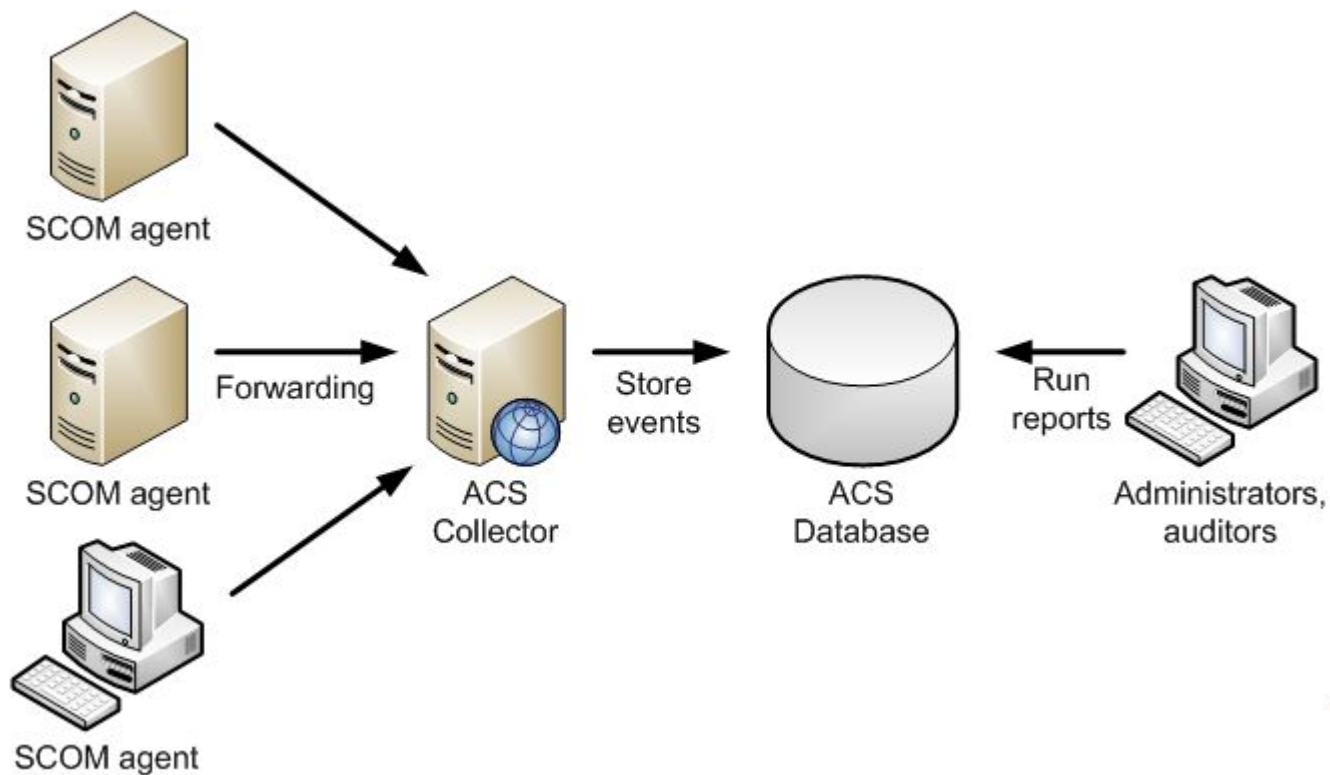 SCOM agent
SCOM agent
SCOM agent
Forwarding
ACS
Collector
Store
events
ACS
Database
Run
reports
Administrators,
auditors